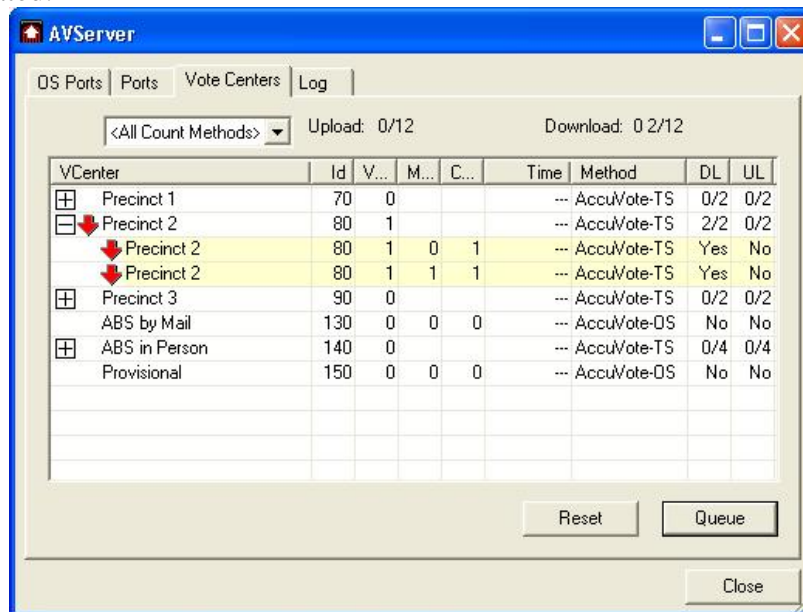 AVServer
OS Ports Ports Vote Centers Log
<All Count Methods> Upload: 0/12 Download: 0 2/12
VCenter Id V... M... C... Time Method DL UL
Precinct 1 70 0 --- AccuVote-TS 0/2 0/2
Precinct 2 80 1 --- AccuVote-TS 2/2 0/2
Precinct 2 80 1 0 1 --- AccuVote-TS Yes No
Precinct 2 80 1 1 1 --- AccuVote-TS Yes No
Precinct 3 90 0 --- AccuVote-TS 0/2 0/2
ABS by Mail 130 0 0 0 --- AccuVote-OS No No
ABS in Person 140 0 --- AccuVote-TS 0/4 0/4
Provisional 150 0 0 0 --- AccuVote-OS No No
Reset Queue
Close